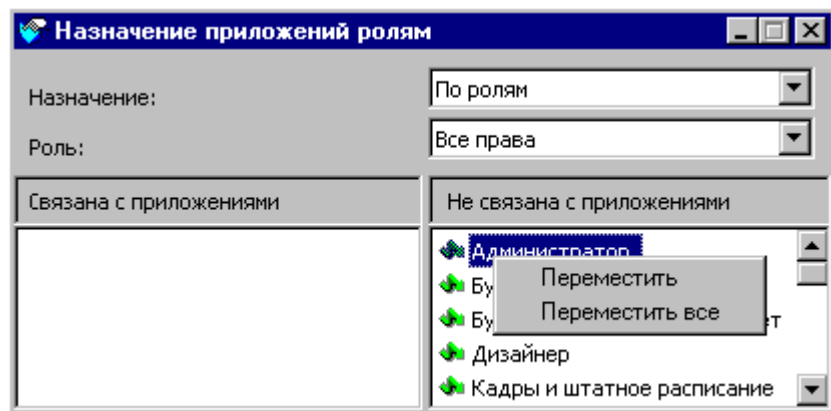 Назначение приложений ролям
Назначение:
По ролям
Роль:
Все права
Связана с приложениями
Не связана с приложениями
Администратор
Переместить
Переместить все
Дизайнер
Кадры и штатное расписание